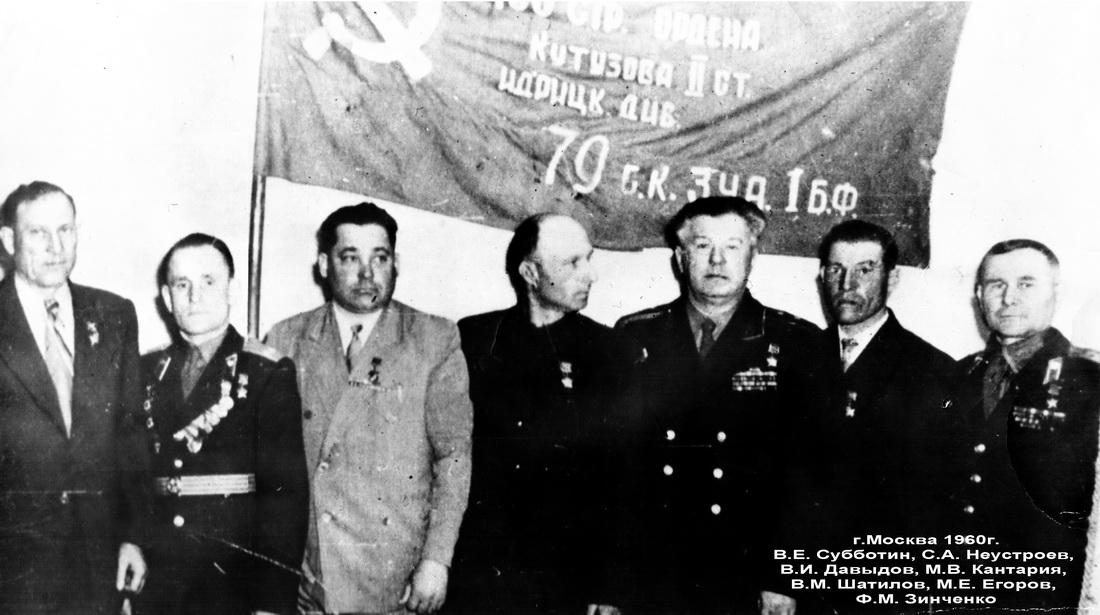 СТР. ОРДЕНА
КУТУЗОВА II СТ.
ИДРИЦК. ДИВ.
79 С.К. 3 У.А. 1 Б.Ф.
г.Москва 1960г.
В.Е. Субботин, С.А. Неустроев,
В.И. Давыдов, М.В. Кантария,
В.М. Шатилов, М.Е. Егоров,
Ф.М. Зинченко